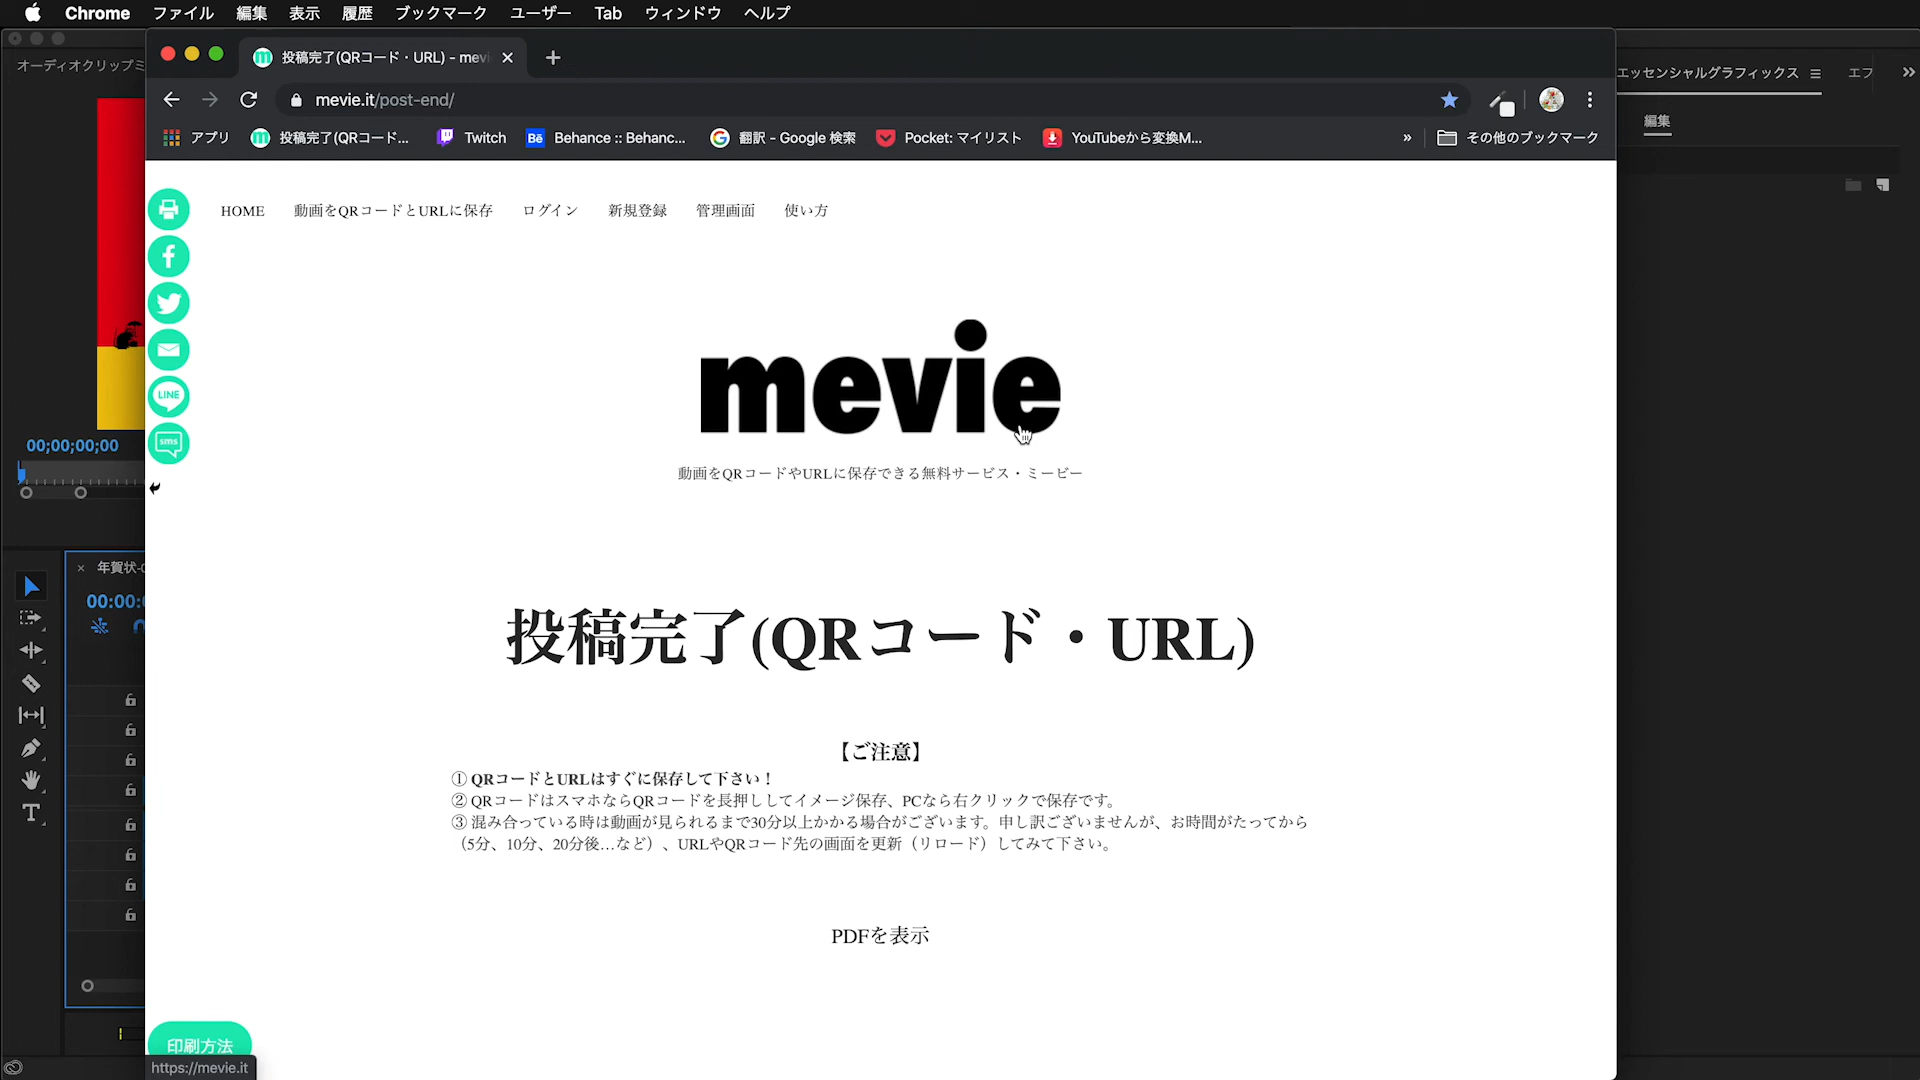 Chrome ファイル 編集 表示 履歴 ブックマーク ユーザー Tab ウィンドウ ヘルプ
オーディオクリップミ
投稿完了(QRコード・URL) – mevi
エッセンシャルグラフィックス
エフ
mevie.it/post-end/
編集
アプリ 投稿完了(QRコード... Twitch Bē Behance :: Behanc... 翻訳 - Google 検索 Pocket: マイリスト YouTubeから変換M... » その他のブックマーク
HOME 動画をQRコードとURLに保存 ログイン 新規登録 管理画面 使い方
LINE
sms
mevie
動画をQRコードやURLに保存できる無料サービス・ミービー
00;00;00;00
年賀状-
00:00:
投稿完了(QRコード・URL)
【ご注意】
① QRコードとURLはすぐに保存して下さい！
② QRコードはスマホならQRコードを長押ししてイメージ保存、PCなら右クリックで保存です。
③ 混み合っている時は動画が見られるまで30分以上かかる場合がございます。申し訳ございませんが、お時間がたってから
（5分、10分、20分後…など）、URLやQRコード先の画面を更新（リロード）してみて下さい。
PDFを表示
印刷方法
https://mevie.it